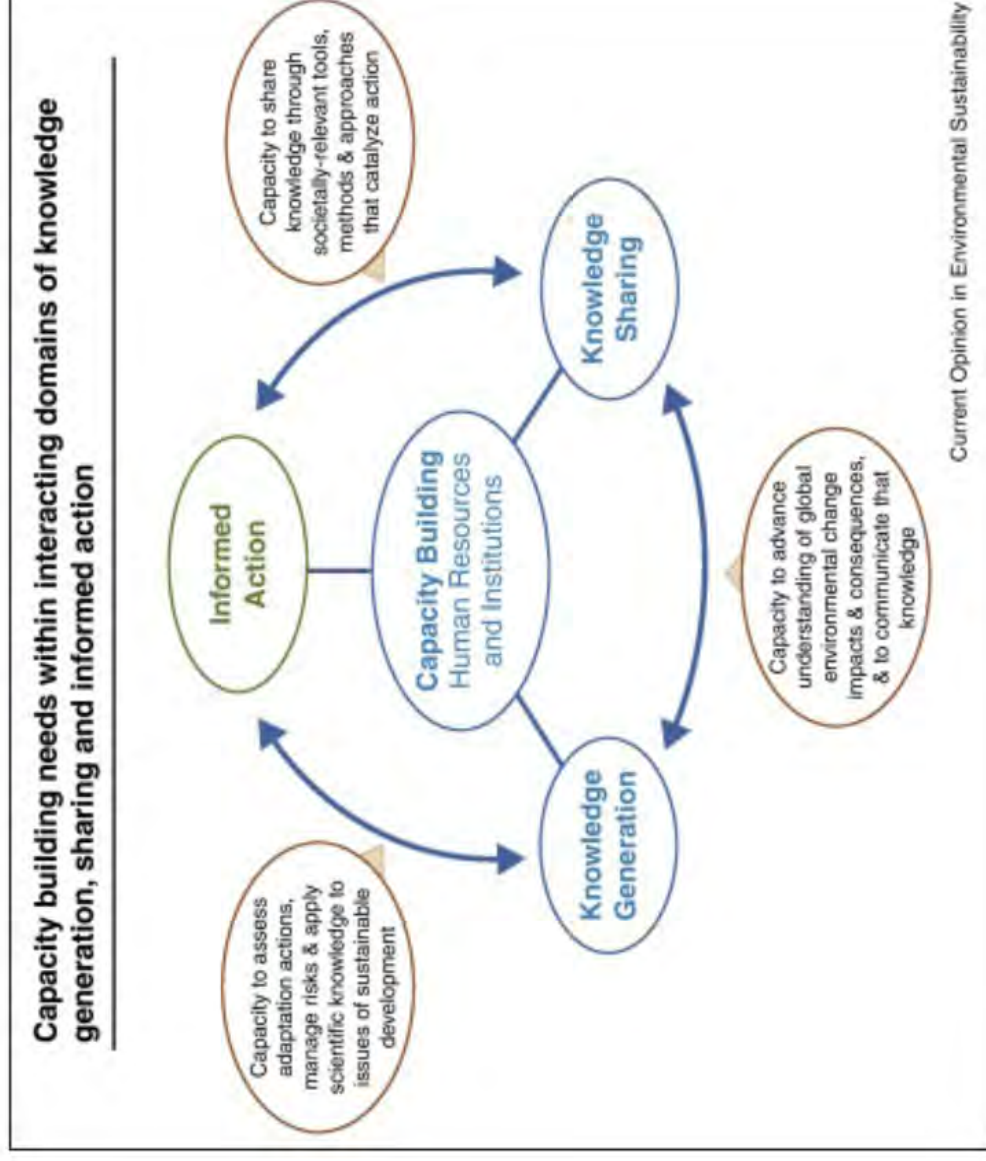 Capacity building needs within interacting domains of knowledge
generation, sharing and informed action
Capacity to assess
adaptation actions,
manage risks & apply
scientific knowledge to
issues of sustainable
development
Informed
Action
Capacity to share
knowledge through
societally-relevant tools,
methods & approaches
that catalyze action
Capacity Building
Human Resources
and Institutions
Knowledge
Generation
Knowledge
Sharing
Capacity to advance
understanding of global
environmental change
impacts & consequences,
& to communicate that
knowledge
Current Opinion in Environmental Sustainability